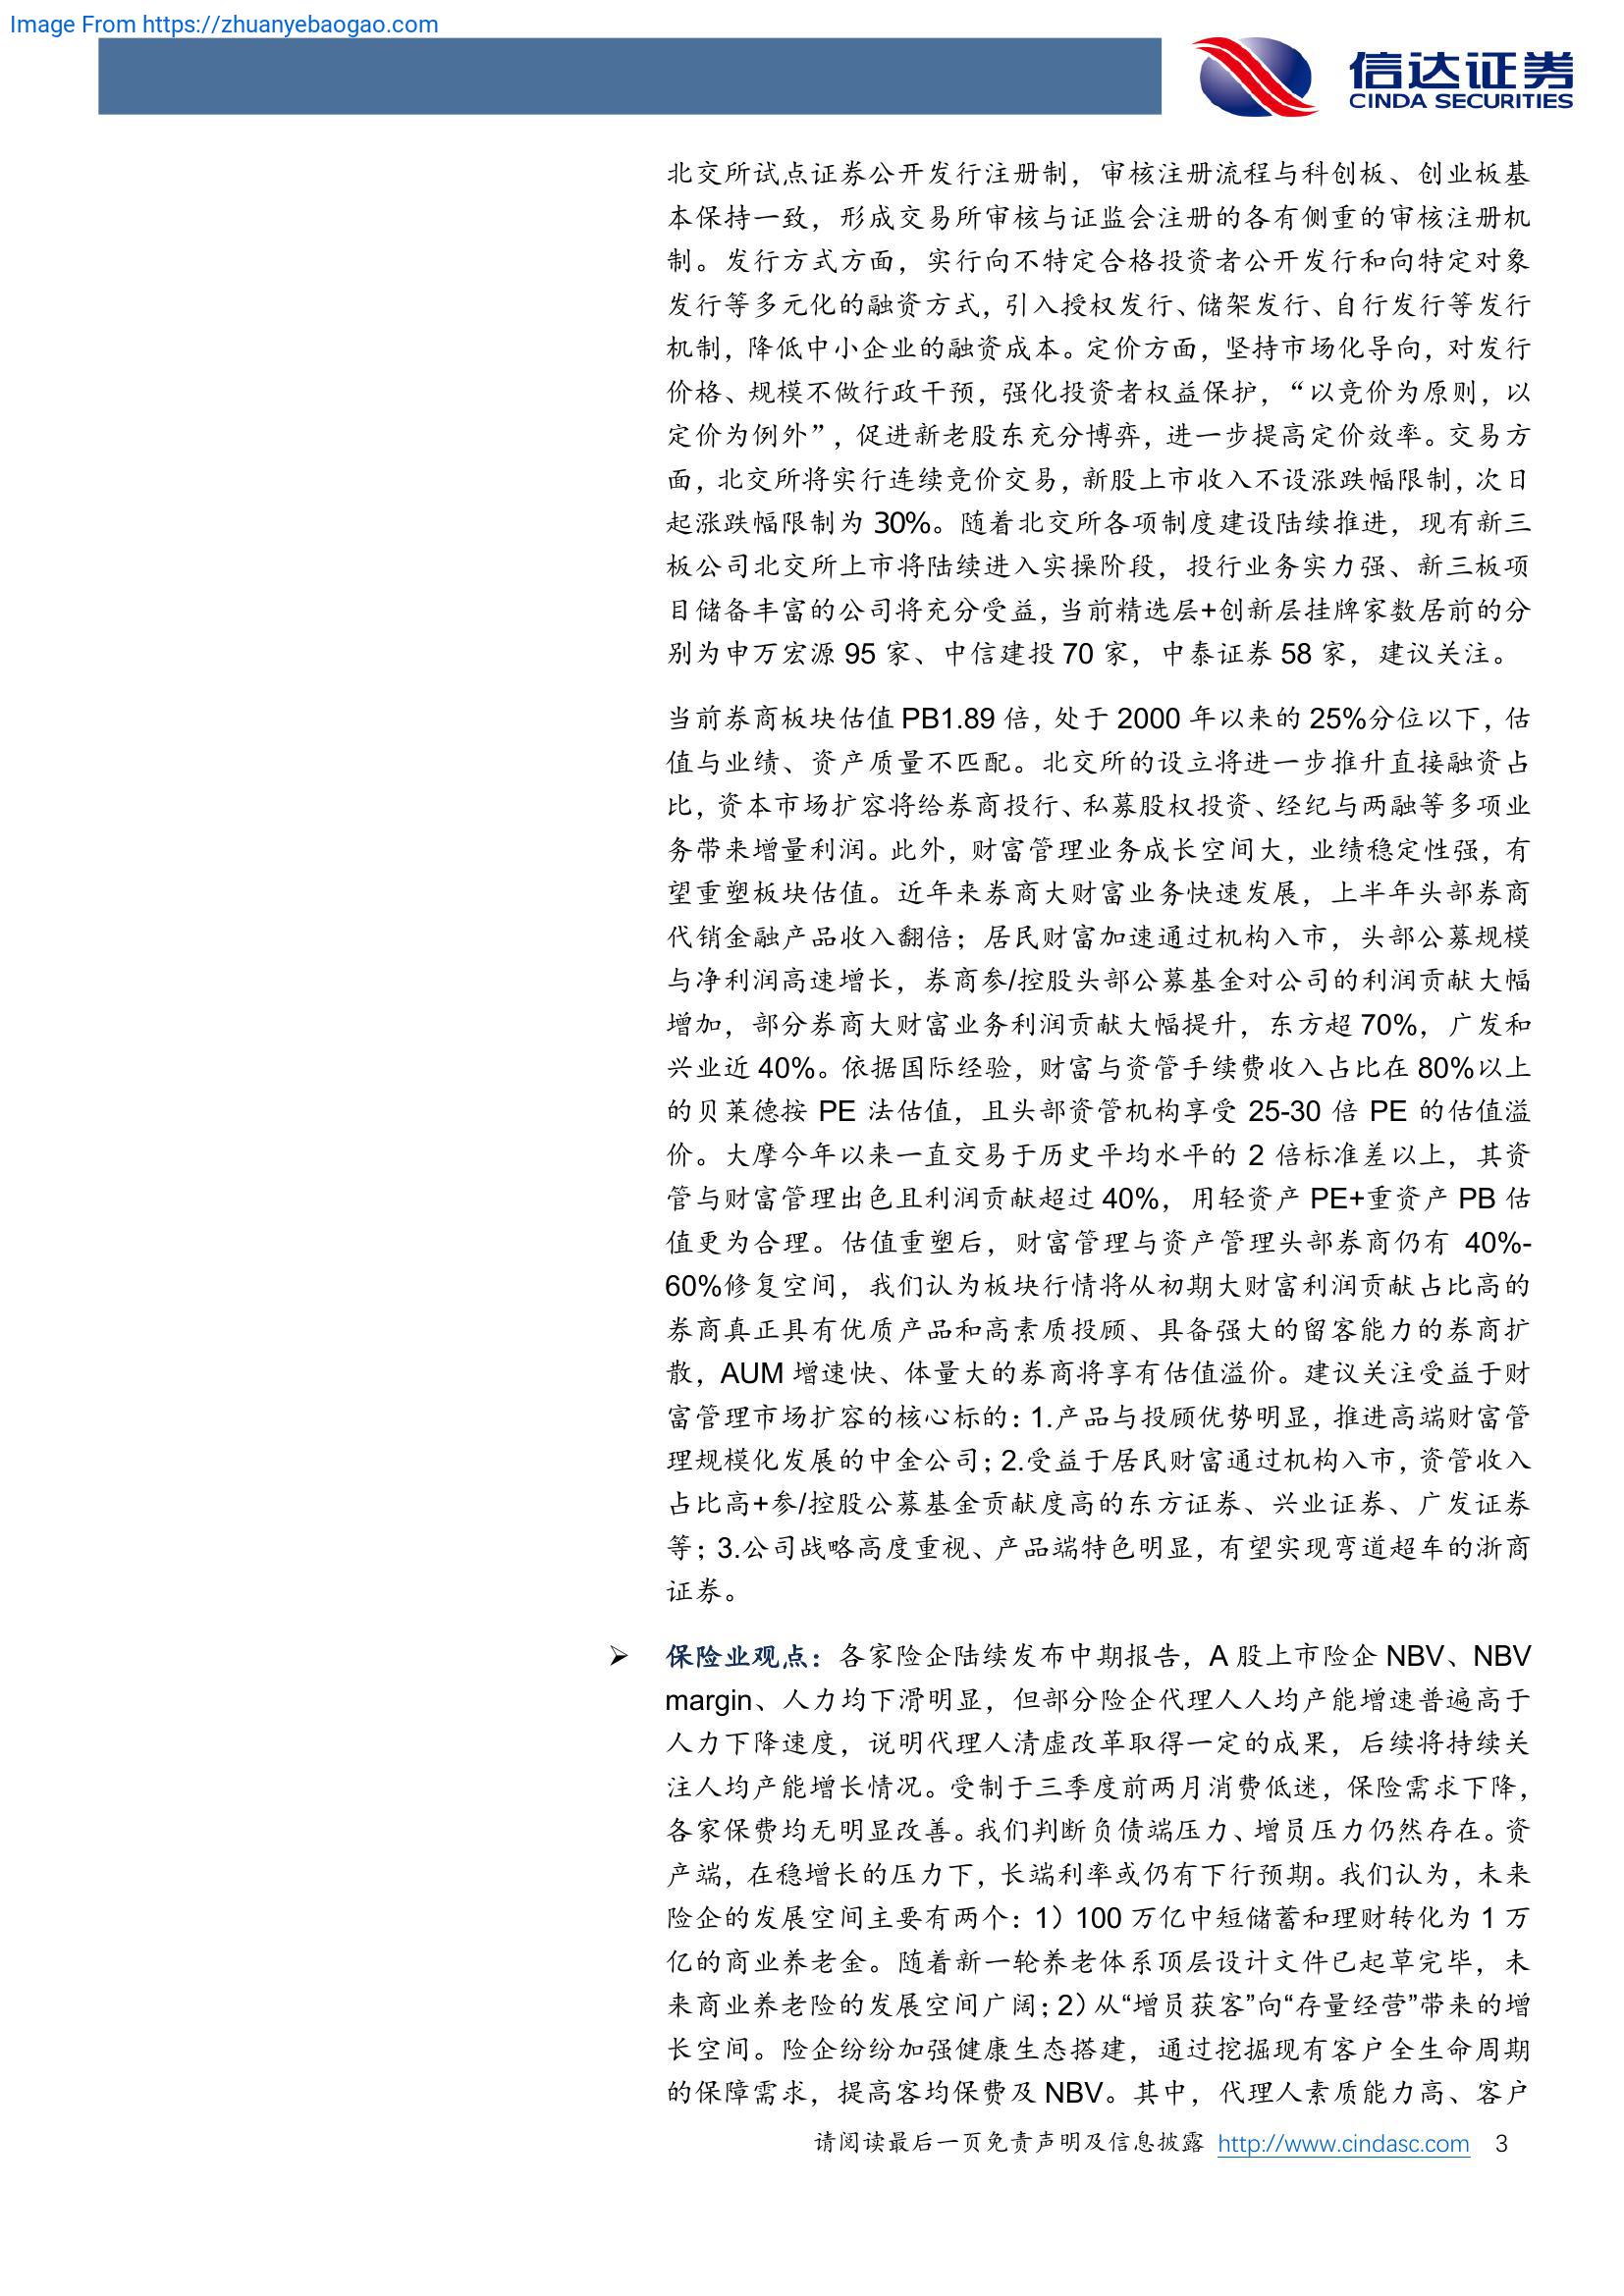 Image From https://zhuanyebaogao.com
信达证券
CINDA SECURITIES
北交所试点证券公开发行注册制，审核注册流程与科创板、创业板基
本保持一致，形成交易所审核与证监会注册的各有侧重的审核注册机
制。发行方式方面，实行向不特定合格投资者公开发行和向特定对象
发行等多元化的融资方式，引入授权发行、储架发行、自行发行等发行
机制，降低中小企业的融资成本。定价方面，坚持市场化导向，对发行
价格、规模不做行政干预，强化投资者权益保护，“以竞价为原则，以
定价为例外”，促进新老股东充分博弈，进一步提高定价效率。交易方
面，北交所将实行连续竞价交易，新股上市收入不设涨跌幅限制，次日
起涨跌幅限制为 30%。随着北交所各项制度建设陆续推进，现有新三
板公司北交所上市将陆续进入实操阶段，投行业务实力强、新三板项
目储备丰富的公司将充分受益，当前精选层+创新层挂牌家数居前的分
别为申万宏源 95 家、中信建投 70 家，中泰证券 58 家，建议关注。
当前券商板块估值 PB1.89 倍，处于 2000 年以来的 25%分位以下，估
值与业绩、资产质量不匹配。北交所的设立将进一步推升直接融资占
比，资本市场扩容将给券商投行、私募股权投资、经纪与两融等多项业
务带来增量利润。此外，财富管理业务成长空间大，业绩稳定性强，有
望重塑板块估值。近年来券商大财富业务快速发展，上半年头部券商
代销金融产品收入翻倍；居民财富加速通过机构入市，头部公募规模
与净利润高速增长，券商参/控股头部公募基金对公司的利润贡献大幅
增加，部分券商大财富业务利润贡献大幅提升，东方超 70%，广发和
兴业近 40%。依据国际经验，财富与资管手续费收入占比在 80%以上
的贝莱德按 PE 法估值，且头部资管机构享受 25-30 倍 PE 的估值溢
价。大摩今年以来一直交易于历史平均水平的 2 倍标准差以上，其资
管与财富管理出色且利润贡献超过 40%，用轻资产 PE+重资产 PB 估
值更为合理。估值重塑后，财富管理与资产管理头部券商仍有 40%-
60%修复空间，我们认为板块行情将从初期大财富利润贡献占比高的
券商真正具有优质产品和高素质投顾、具备强大的留客能力的券商扩
散，AUM 增速快、体量大的券商将享有估值溢价。建议关注受益于财
富管理市场扩容的核心标的：1.产品与投顾优势明显，推进高端财富管
理规模化发展的中金公司；2.受益于居民财富通过机构入市，资管收入
占比高+参/控股公募基金贡献度高的东方证券、兴业证券、广发证券
等；3.公司战略高度重视、产品端特色明显，有望实现弯道超车的浙商
证券。
➢ 保险业观点：各家险企陆续发布中期报告，A 股上市险企 NBV、NBV
margin、人力均下滑明显，但部分险企代理人人均产能增速普遍高于
人力下降速度，说明代理人清虚改革取得一定的成果，后续将持续关
注人均产能增长情况。受制于三季度前两月消费低迷，保险需求下降，
各家保费均无明显改善。我们判断负债端压力、增员压力仍然存在。资
产端，在稳增长的压力下，长端利率或仍有下行预期。我们认为，未来
险企的发展空间主要有两个：1）100 万亿中短储蓄和理财转化为 1 万
亿的商业养老金。随着新一轮养老体系顶层设计文件已起草完毕，未
来商业养老险的发展空间广阔；2）从“增员获客”向“存量经营”带来的增
长空间。险企纷纷加强健康生态搭建，通过挖掘现有客户全生命周期
的保障需求，提高客均保费及 NBV。其中，代理人素质能力高、客户
请阅读最后一页免责声明及信息披露 http://www.cindasc.com 3